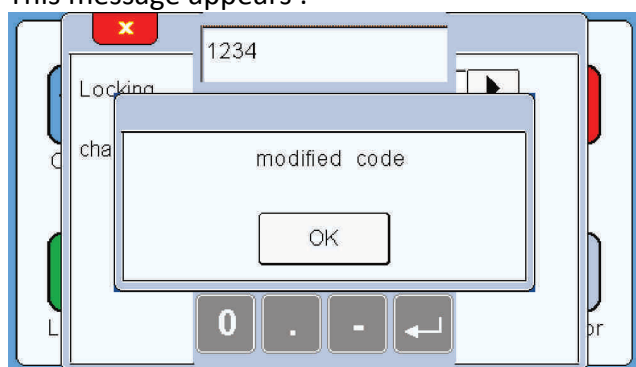 This message appears :
x
1234
Locking
cha
modified code
OK
0 . - ↵